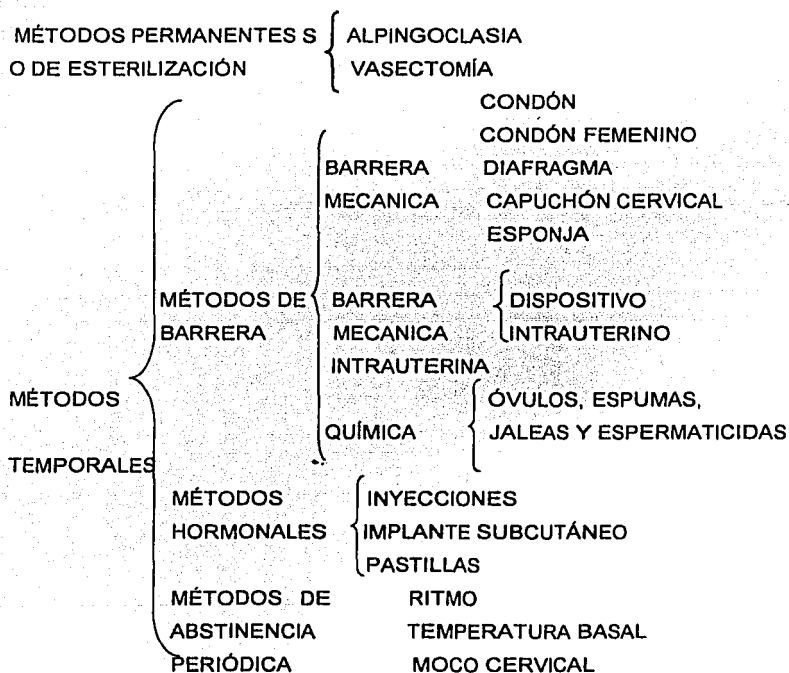 MÉTODOS PERMANENTES S ALPINGOCLASIA
O DE ESTERILIZACIÓN VASECTOMÍA
CONDÓN
CONDÓN FEMENINO
BARRERA DIAFRAGMA
MECANICA CAPUCHÓN CERVICAL
ESPONJA
MÉTODOS DE BARRERA DISPOSITIVO
BARRERA MECANICA INTRAUTERINO
INTRAUTERINA
MÉTODOS ÓVULOS, ESPUMAS,
QUÍMICA JALEAS Y ESPERMATICIDAS
TEMPORALES
MÉTODOS INYECCIONES
HORMONALES IMPLANTE SUBCUTÁNEO
PASTILLAS
MÉTODOS DE RITMO
ABSTINENCIA TEMPERATURA BASAL
PERIÓDICA MOCO CERVICAL